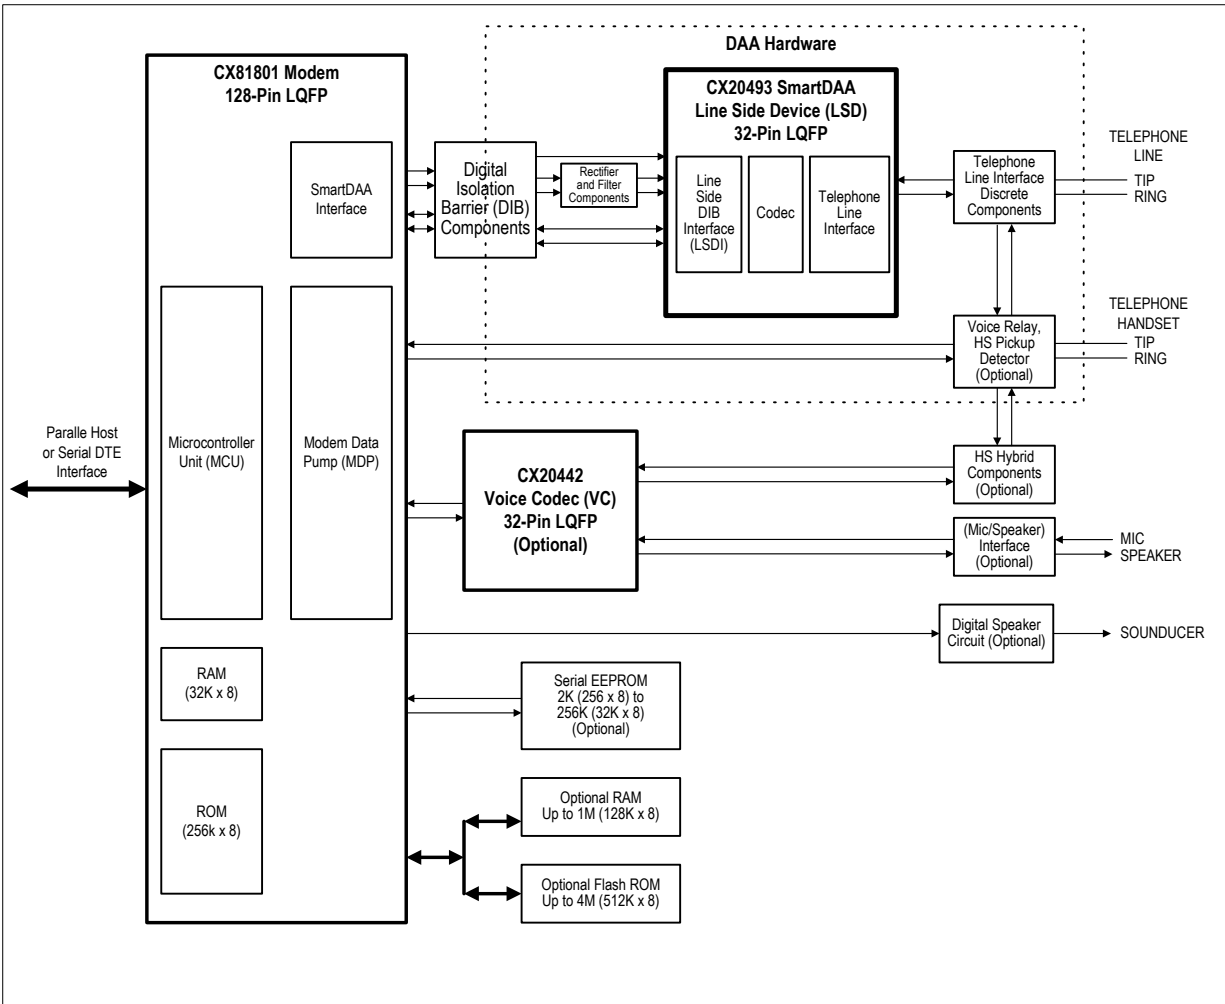 DAA Hardware
CX81801 Modem
128-Pin LQFP
CX20493 SmartDAA
Line Side Device (LSD)
32-Pin LQFP
SmartDAA
Interface
Digital
Isolation
Barrier (DIB)
Components
Rectifier
and Filter
Components
Line
Side
DIB
Interface
(LSDI)
Codec
Telephone
Line
Interface
Telephone
Line Interface
Discrete
Components
TELEPHONE
LINE
TIP
RING
Voice Relay,
HS Pickup
Detector
(Optional)
TELEPHONE
HANDSET
TIP
RING
Paralle Host
or Serial DTE
Interface
Microcontroller
Unit (MCU)
Modem Data
Pump (MDP)
CX20442
Voice Codec (VC)
32-Pin LQFP
(Optional)
HS Hybrid
Components
(Optional)
(Mic/Speaker)
Interface
(Optional)
MIC
SPEAKER
Digital Speaker
Circuit (Optional)
SOUNDUCER
RAM
(32K x 8)
Serial EEPROM
2K (256 x 8) to
256K (32K x 8)
(Optional)
ROM
(256k x 8)
Optional RAM
Up to 1M (128K x 8)
Optional Flash ROM
Up to 4M (512K x 8)